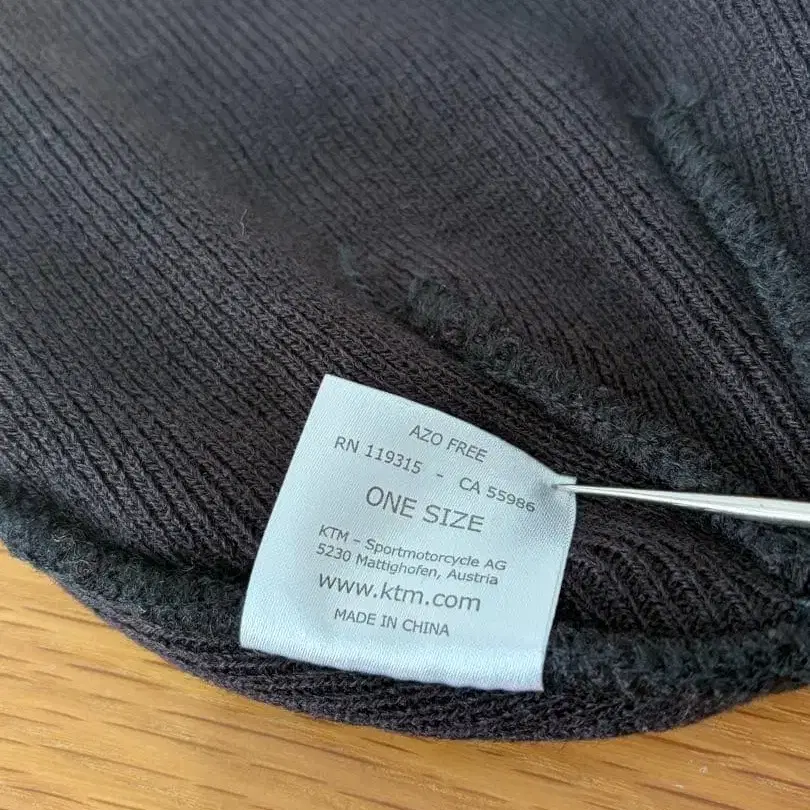 AZO FREE
RN 119315 - CA 55986
ONE SIZE
KTM - Sportmotorcycle AG
5230 Mattighofen, Austria
www.ktm.com
MADE IN CHINA